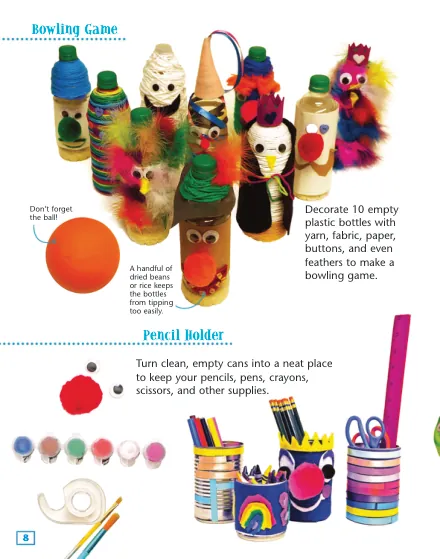 Bowling Game
Don't forget
the ball!
Decorate 10 empty
plastic bottles with
yarn, fabric, paper,
buttons, and even
feathers to make a
bowling game.
A handful of
dried beans
or rice keeps
the bottles
from tipping
too easily.
Pencil Holder
Turn clean, empty cans into a neat place
to keep your pencils, pens, crayons,
scissors, and other supplies.
8